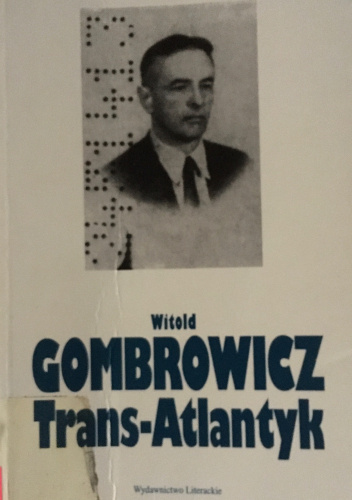 Witold
GOMBROWICZ
Trans-Atlantyk
Wydawnictwo Literackie